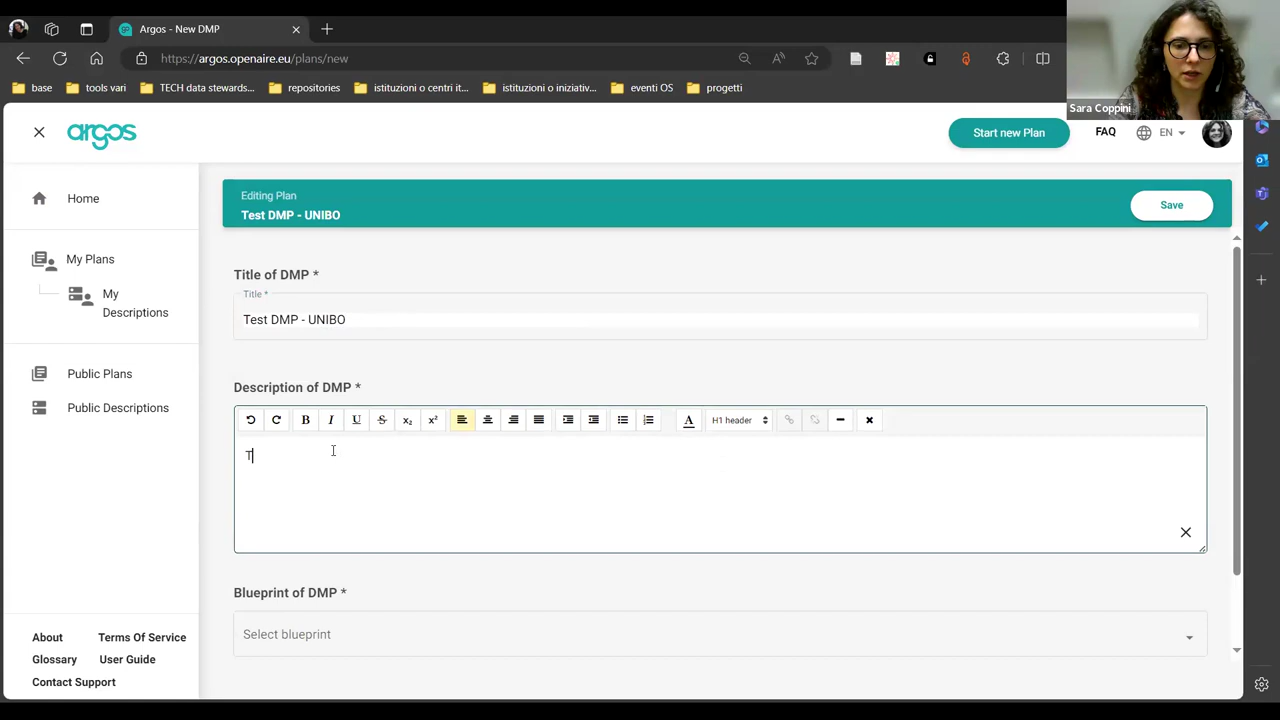 Argos - New DMP
https://argos.openaire.eu/plans/new
base
tools vari
TECH data stewards...
repositories
istituzioni o centri it...
istituzioni o iniziativ...
eventi OS
progetti
Sara Coppini
argos
Start new Plan
FAQ
EN
Home
My Plans
My
Descriptions
Public Plans
Public Descriptions
About
Terms Of Service
Glossary
User Guide
Contact Support
Editing Plan
Test DMP - UNIBO
Save
Title of DMP *
Title *
Test DMP - UNIBO
Description of DMP *
B I U S x₂ x² A H1 header
T
Blueprint of DMP *
Select blueprint